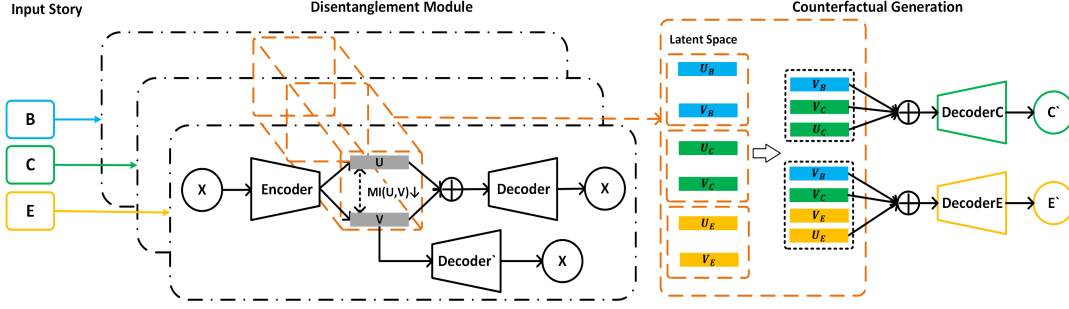 Input Story
Disentanglement Module
Counterfactual Generation
B
C
E
X
Encoder
U
MI(U,V)↓
V
Decoder
X
Decoder`
X
Latent Space
U_B
V_B
U_C
V_C
U_E
V_E
V_B
V_C
U_C
DecoderC
C`
V_B
V_C
V_E
U_E
DecoderE
E`